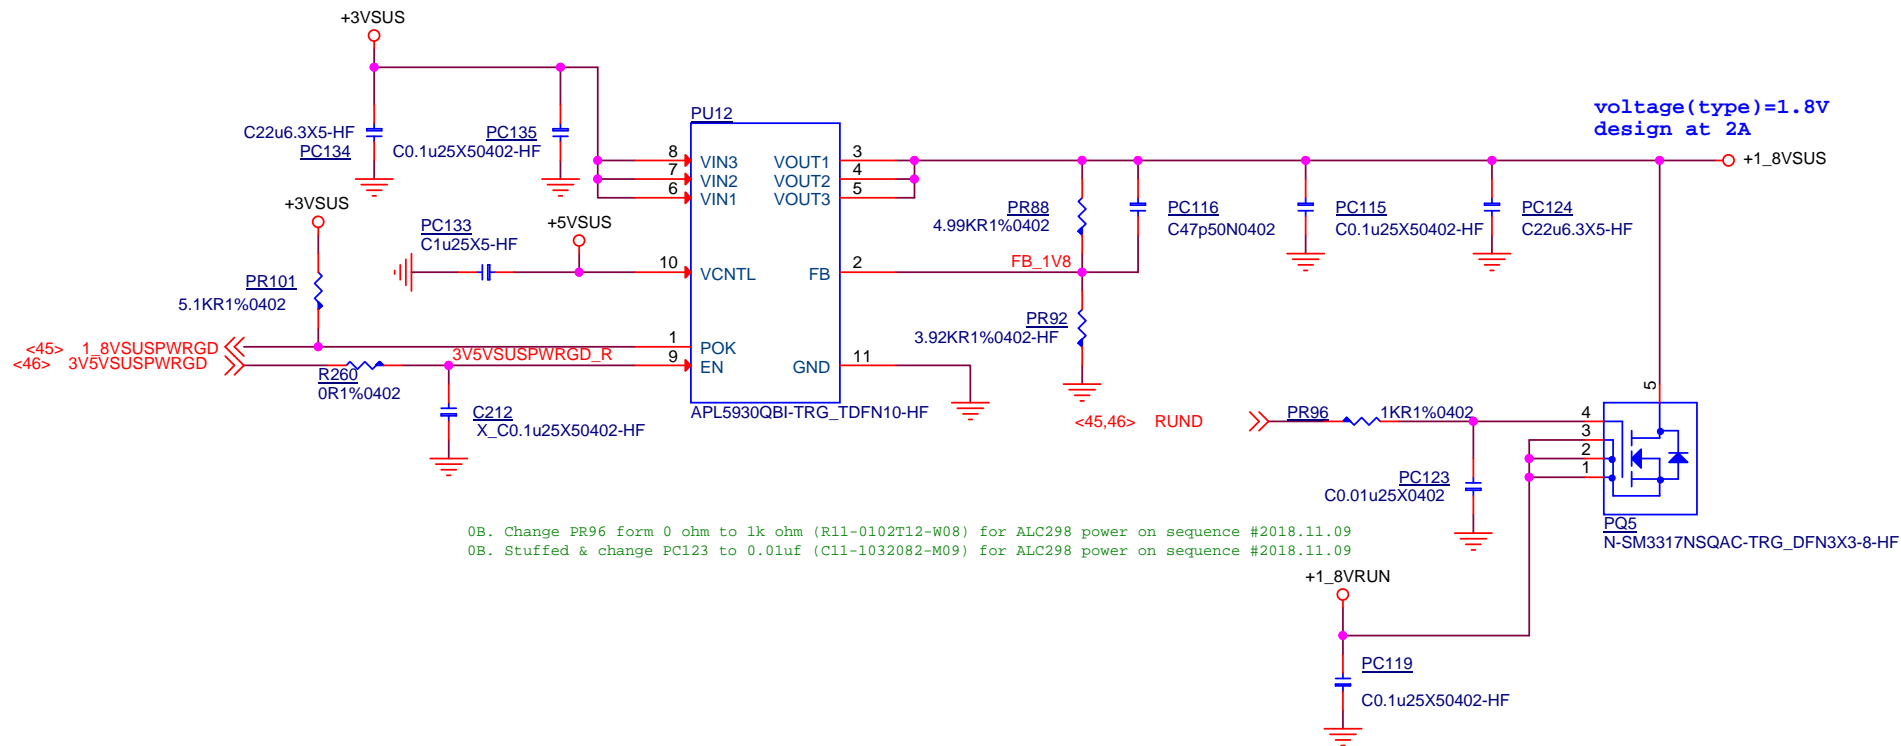 +3VSUS
voltage(type)=1.8V
design at 2A
PU12
C22u6.3X5-HF
PC134
PC135
C0.1u25X50402-HF
8 VIN3 VOUT1 3
7 VIN2 VOUT2 4
6 VIN1 VOUT3 5
+1_8VSUS
+3VSUS
PC133
C1u25X5-HF
+5VSUS
PR88
4.99KR1%0402
PC116
C47p50N0402
PC115
C0.1u25X50402-HF
PC124
C22u6.3X5-HF
10 VCNTL FB 2
FB_1V8
PR101
5.1KR1%0402
PR92
3.92KR1%0402-HF
<45> 1_8VSUSPWRGD
1 POK
<46> 3V5VSUSPWRGD
3V5VSUSPWRGD_R
9 EN
GND 11
R260
0R1%0402
C212
X_C0.1u25X50402-HF
APL5930QBI-TRG_TDFN10-HF
<45,46> RUND
PR96
1KR1%0402
5
4
3
2
1
PC123
C0.01u25X0402
PQ5
N-SM3317NSQAC-TRG_DFN3X3-8-HF
0B. Change PR96 form 0 ohm to 1k ohm (R11-0102T12-W08) for ALC298 power on sequence #2018.11.09
0B. Stuffed & change PC123 to 0.01uf (C11-1032082-M09) for ALC298 power on sequence #2018.11.09
+1_8VRUN
PC119
C0.1u25X50402-HF